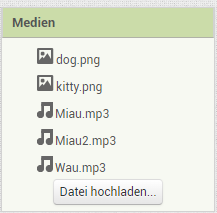 Medien
dog.png
kitty.png
Miau.mp3
Miau2.mp3
Wau.mp3
Datei hochladen...